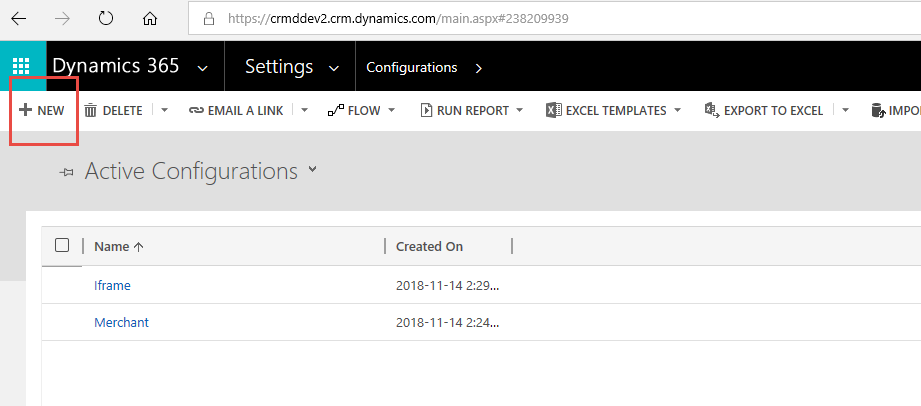 https://crmddev2.crm.dynamics.com/main.aspx#238209939
Dynamics 365 Settings Configurations
NEW DELETE EMAIL A LINK FLOW RUN REPORT EXCEL TEMPLATES EXPORT TO EXCEL IMPO
Active Configurations
Name Created On
Iframe 2018-11-14 2:29...
Merchant 2018-11-14 2:24...